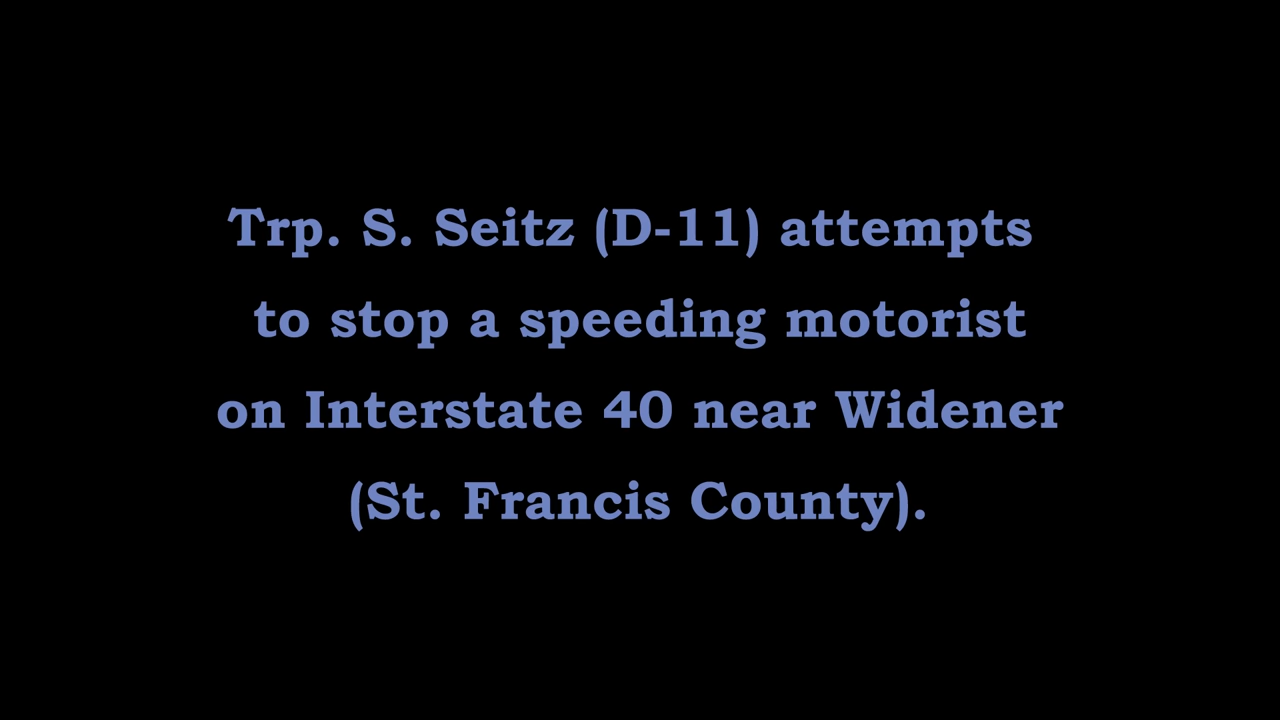 Trp. S. Seitz (D-11) attempts
to stop a speeding motorist
on Interstate 40 near Widener
(St. Francis County).